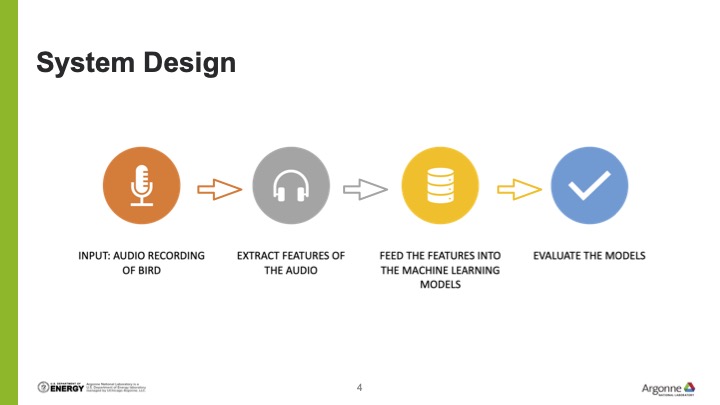 System Design
INPUT: AUDIO RECORDING
OF BIRD
EXTRACT FEATURES OF
THE AUDIO
FEED THE FEATURES INTO
THE MACHINE LEARNING
MODELS
EVALUATE THE MODELS
U.S. DEPARTMENT OF
ENERGY
Argonne National Laboratory is a
U.S. Department of Energy laboratory
managed by UChicago Argonne, LLC.
4
Argonne
NATIONAL LABORATORY